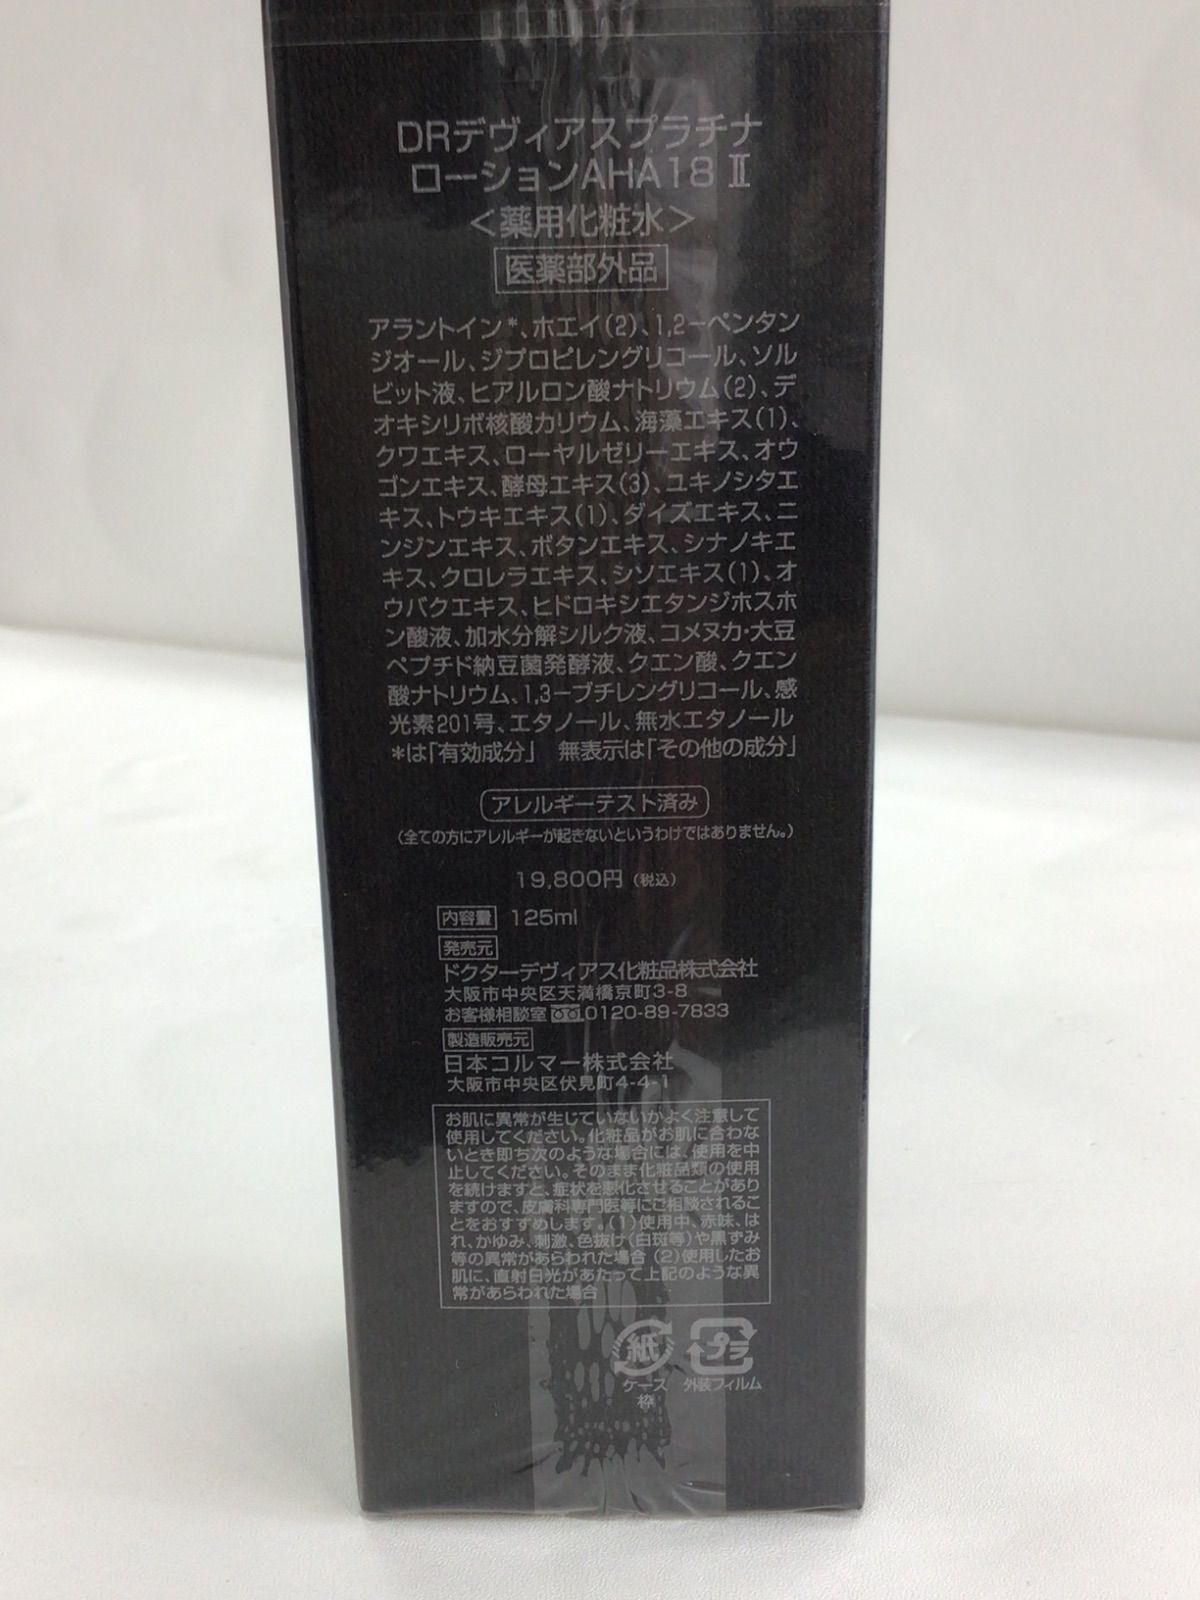 DRデヴィアスプラチナ
ローションAHA18 Ⅱ
＜薬用化粧水＞
医薬部外品
アラントイン*、ホエイ(2)、1,2-ペンタン
ジオール、ジプロピレングリコール、ソル
ビット液、ヒアルロン酸ナトリウム(2)、デ
オキシリボ核酸カリウム、海藻エキス(1)、
クワエキス、ローヤルゼリーエキス、オウ
ゴンエキス、酵母エキス(3)、ユキノシタエ
キス、トウキエキス(1)、ダイズエキス、ニ
ンジンエキス、ボタンエキス、シナノキエ
キス、クロレラエキス、シソエキス(1)、オ
ウバクエキス、ヒドロキシエタンジホスホ
ン酸液、加水分解シルク液、コメヌカ・大豆
ペプチド納豆菌発酵液、クエン酸、クエン
酸ナトリウム、1,3-ブチレングリコール、感
光素201号、エタノール、無水エタノール
*は「有効成分」 無表示は「その他の成分」
アレルギーテスト済み
(全ての方にアレルギーが起きないというわけではありません。)
19,800円(税込)
内容量 125ml
発売元
ドクターデヴィアス化粧品株式会社
大阪市中央区天満橋京町3-8
お客様相談室 0120-89-7833
製造販売元
日本コルマー株式会社
大阪市中央区伏見町4-4-1
お肌に異常が生じていないかよく注意して
使用してください。化粧品がお肌に合わな
いとき即ち次のような場合には、使用を中
止してください。そのまま化粧品類の使用
を続けますと、症状を悪化させることがあり
ますので、皮膚科専門医等にご相談されるこ
とをおすすめします。(1)使用中、赤味、は
れ、かゆみ、刺激、色抜け(白斑等)や黒ずみ
等の異常があらわれた場合 (2)使用したお
肌に、直射日光があたって上記のような異
常があらわれた場合
紙 プラ
ケース 外装フィルム
枠